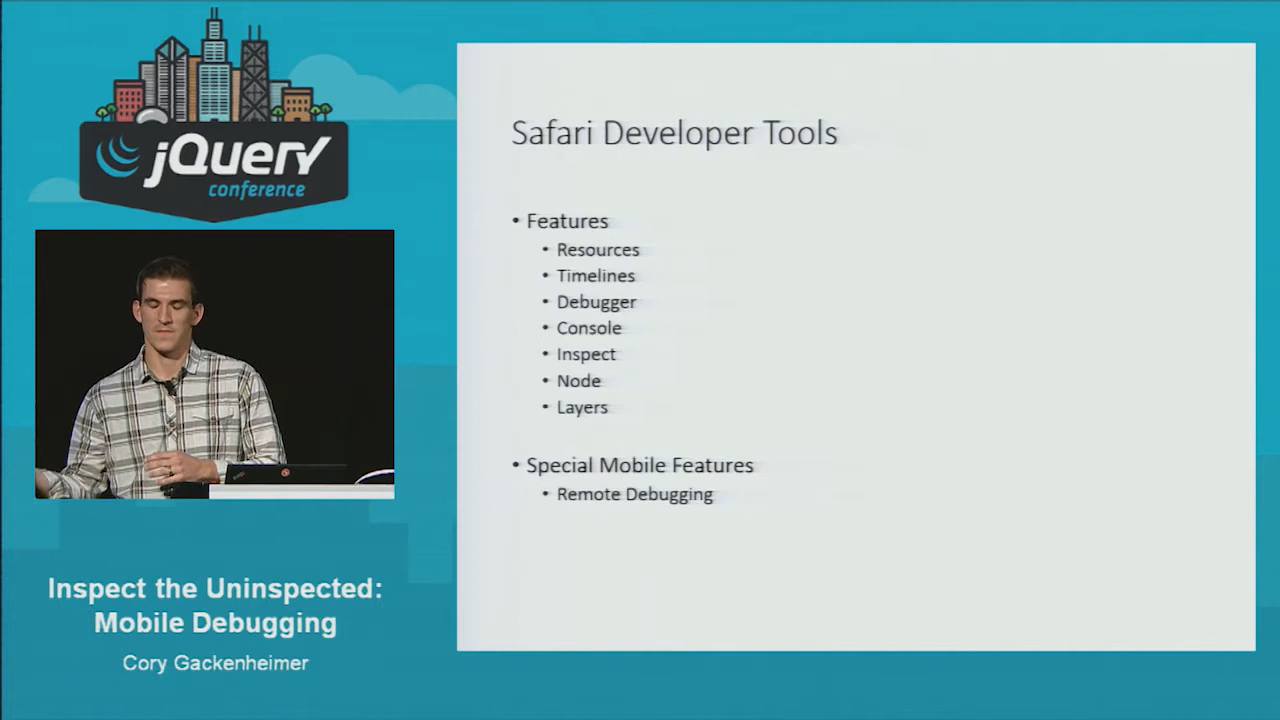 jQuery
conference
Inspect the Uninspected:
Mobile Debugging
Cory Gackenheimer
Safari Developer Tools
• Features
• Resources
• Timelines
• Debugger
• Console
• Inspect
• Node
• Layers
• Special Mobile Features
• Remote Debugging